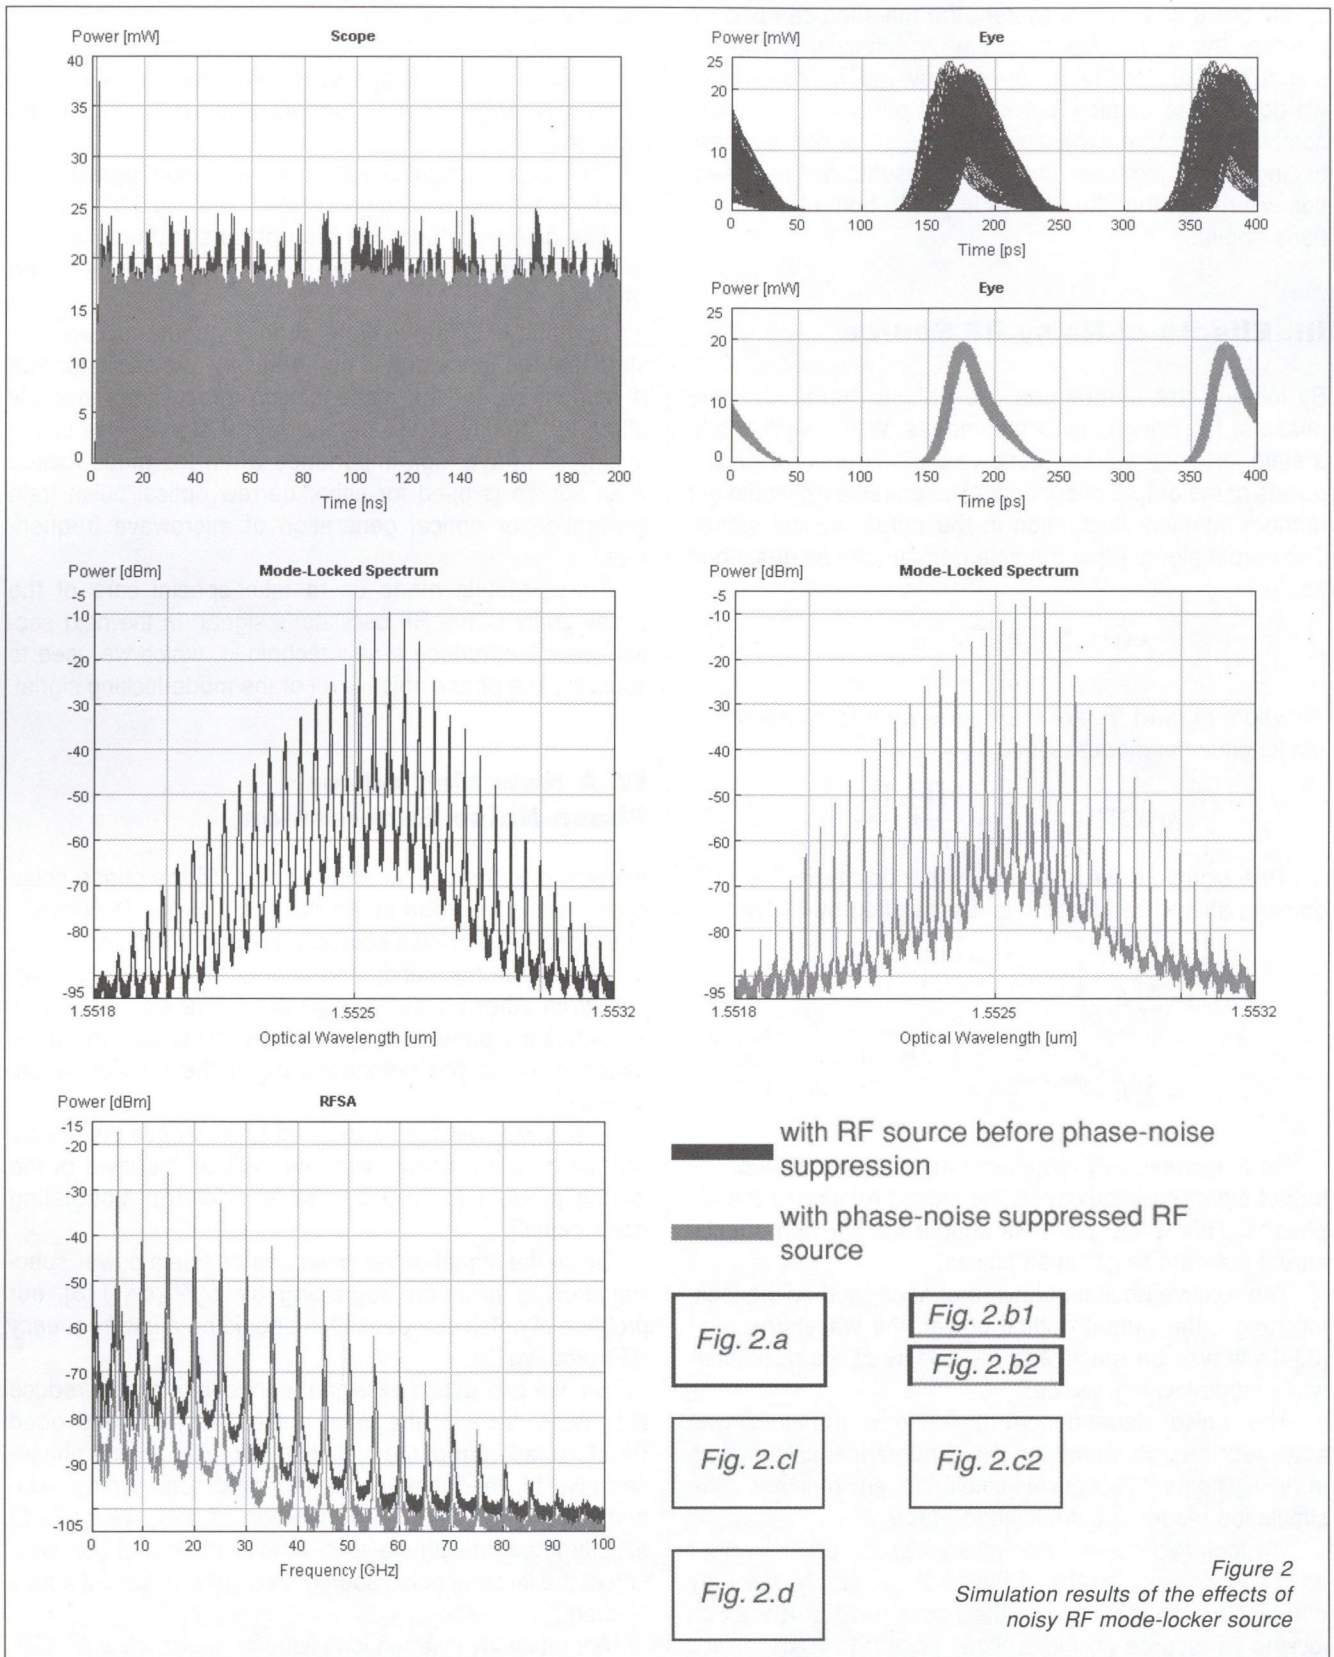 Power [mW] Scope
40
35
30
25
20
15
10
5
0
0 20 40 60 80 100 120 140 160 180 200
Time [ns]
Power [mW] Eye
25
20
10
0
0 50 100 150 200 250 300 350 400
Time [ps]
Power [mW] Eye
25
20
10
0
0 50 100 150 200 250 300 350 400
Time [ps]
Power [dBm] Mode-Locked Spectrum
-5
-10
-20
-30
-40
-50
-60
-70
-80
-95
1.5518 1.5525 1.5532
Optical Wavelength [um]
Power [dBm] Mode-Locked Spectrum
-5
-10
-20
-30
-40
-50
-60
-70
-80
-95
1.5518 1.5525 1.5532
Optical Wavelength [um]
Power [dBm] RFSA
-15
-20
-30
-40
-50
-60
-70
-80
-90
-105
0 10 20 30 40 50 60 70 80 90 100
Frequency [GHz]
with RF source before phase-noise
suppression
with phase-noise suppressed RF
source
Fig. 2.a
Fig. 2.b1
Fig. 2.b2
Fig. 2.cl
Fig. 2.c2
Fig. 2.d
Figure 2
Simulation results of the effects of
noisy RF mode-locker source